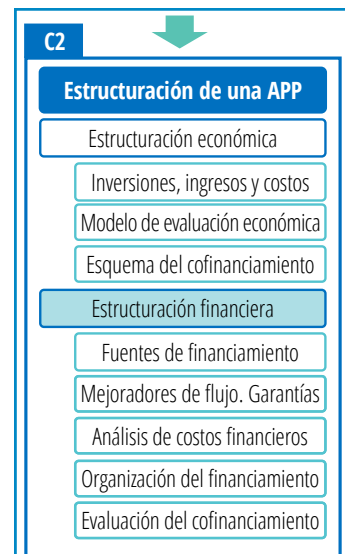 C2
Estructuración de una APP
Estructuración económica
Inversiones, ingresos y costos
Modelo de evaluación económica
Esquema del cofinanciamiento
Estructuración financiera
Fuentes de financiamiento
Mejoradores de flujo. Garantías
Análisis de costos financieros
Organización del financiamiento
Evaluación del cofinanciamiento